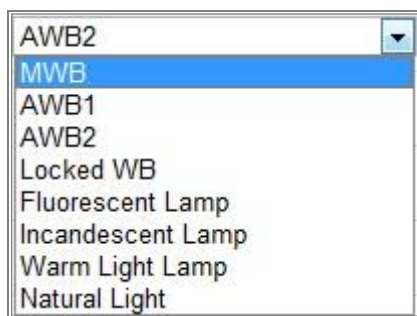 AWB2
MWB
AWB1
AWB2
Locked WB
Fluorescent Lamp
Incandescent Lamp
Warm Light Lamp
Natural Light